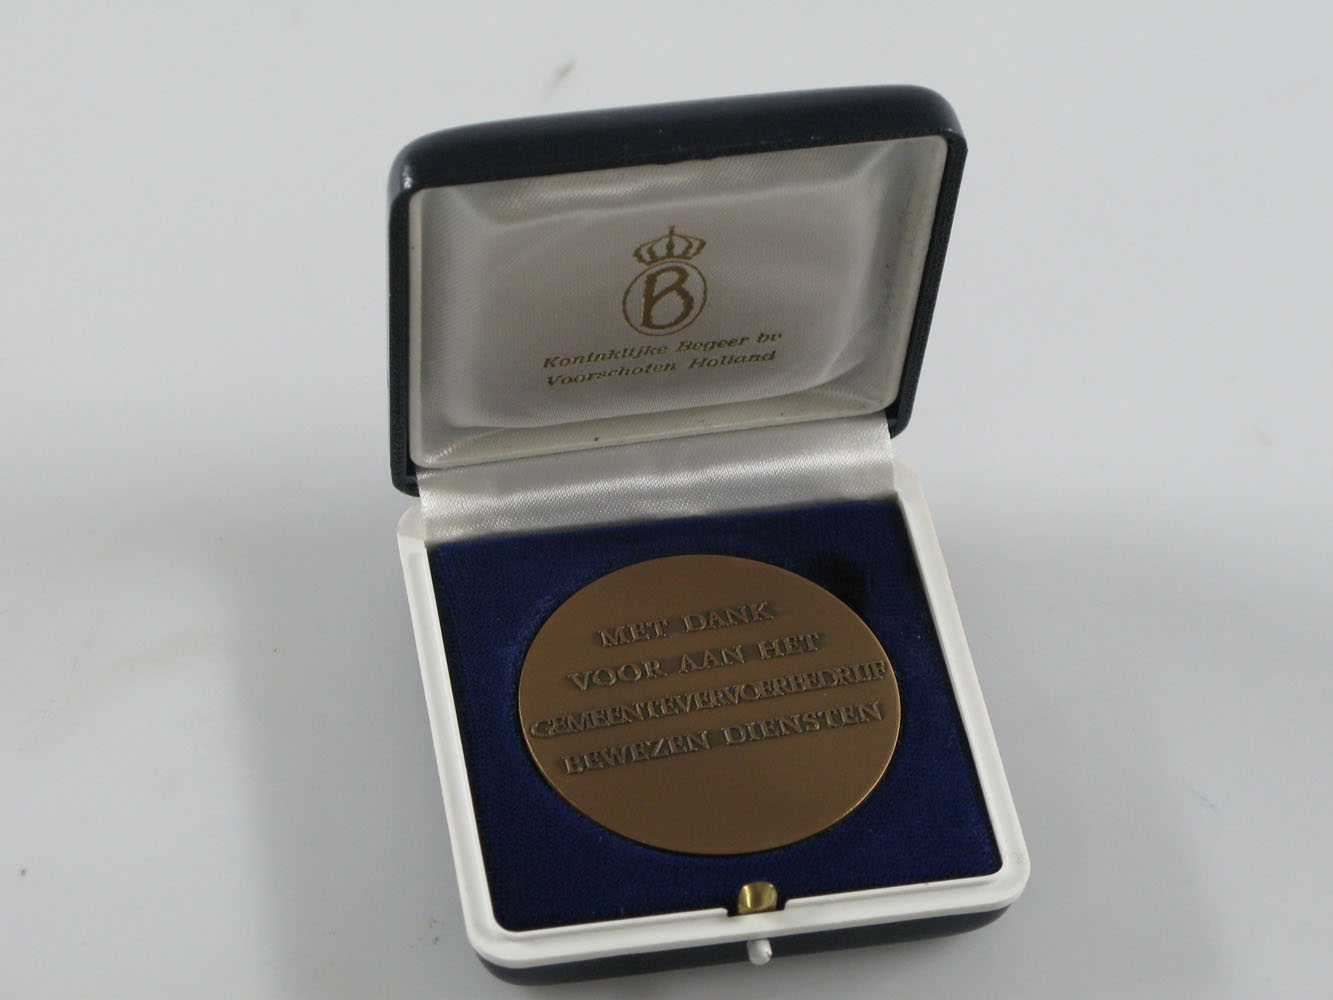 B
Koninklijke Begeer bv
Voorschoten Holland
MET DANK
VOOR AAN HET
GEMEENTEVERVOERBEDRIJF
BEWEZEN DIENSTEN